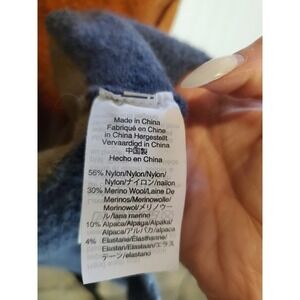 Made in China
Fabriqué en Chine
in China
Vervaardigd in China
中国製
Hecho en China
56% Nylon/Nylon/Nylon/
Nylon/ナイロン/nailon
30% Merino Wool/Laine De
Merinos/Merinowolle/
Merinowol/メリノウー
ル/lana merino
10% Alpaca/Alpaga/Alpaka/
Alpaca/アルパカ/alpaca
4% Elastane/Élasthanne/
Elastan/Elastaan/エラス
テーン/elastano